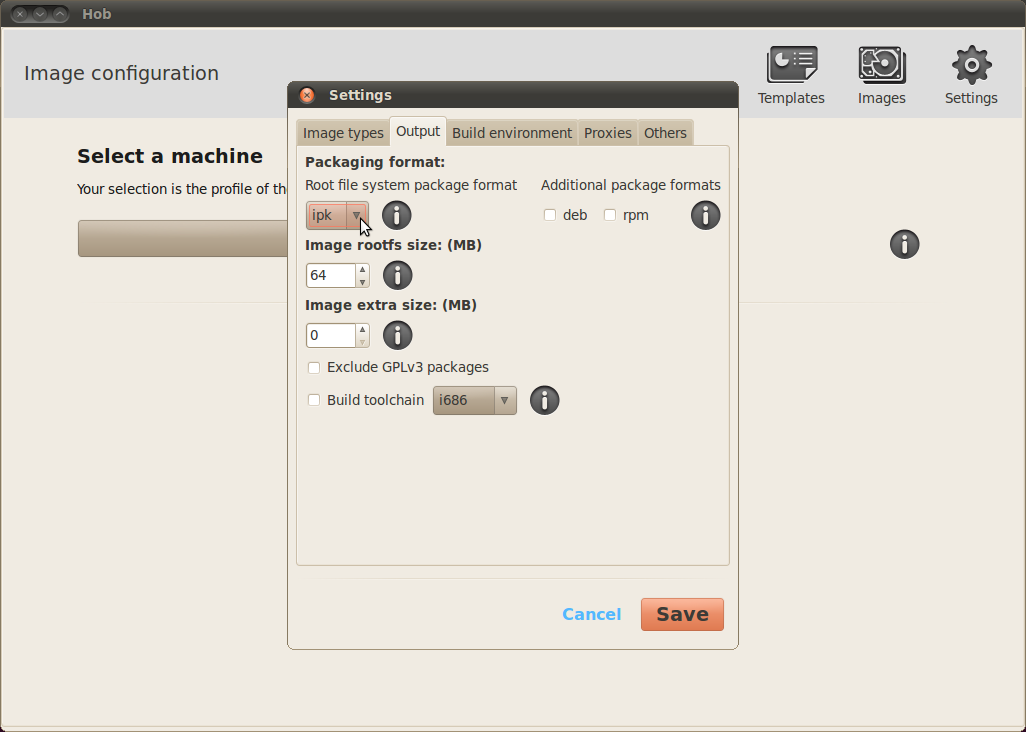 Hob
Image configuration
Templates
Images
Settings
Select a machine
Your selection is the profile of th
Settings
Image types
Output
Build environment
Proxies
Others
Packaging format:
Root file system package format
Additional package formats
ipk
deb
rpm
Image rootfs size: (MB)
64
Image extra size: (MB)
0
Exclude GPLv3 packages
Build toolchain
i686
Cancel
Save